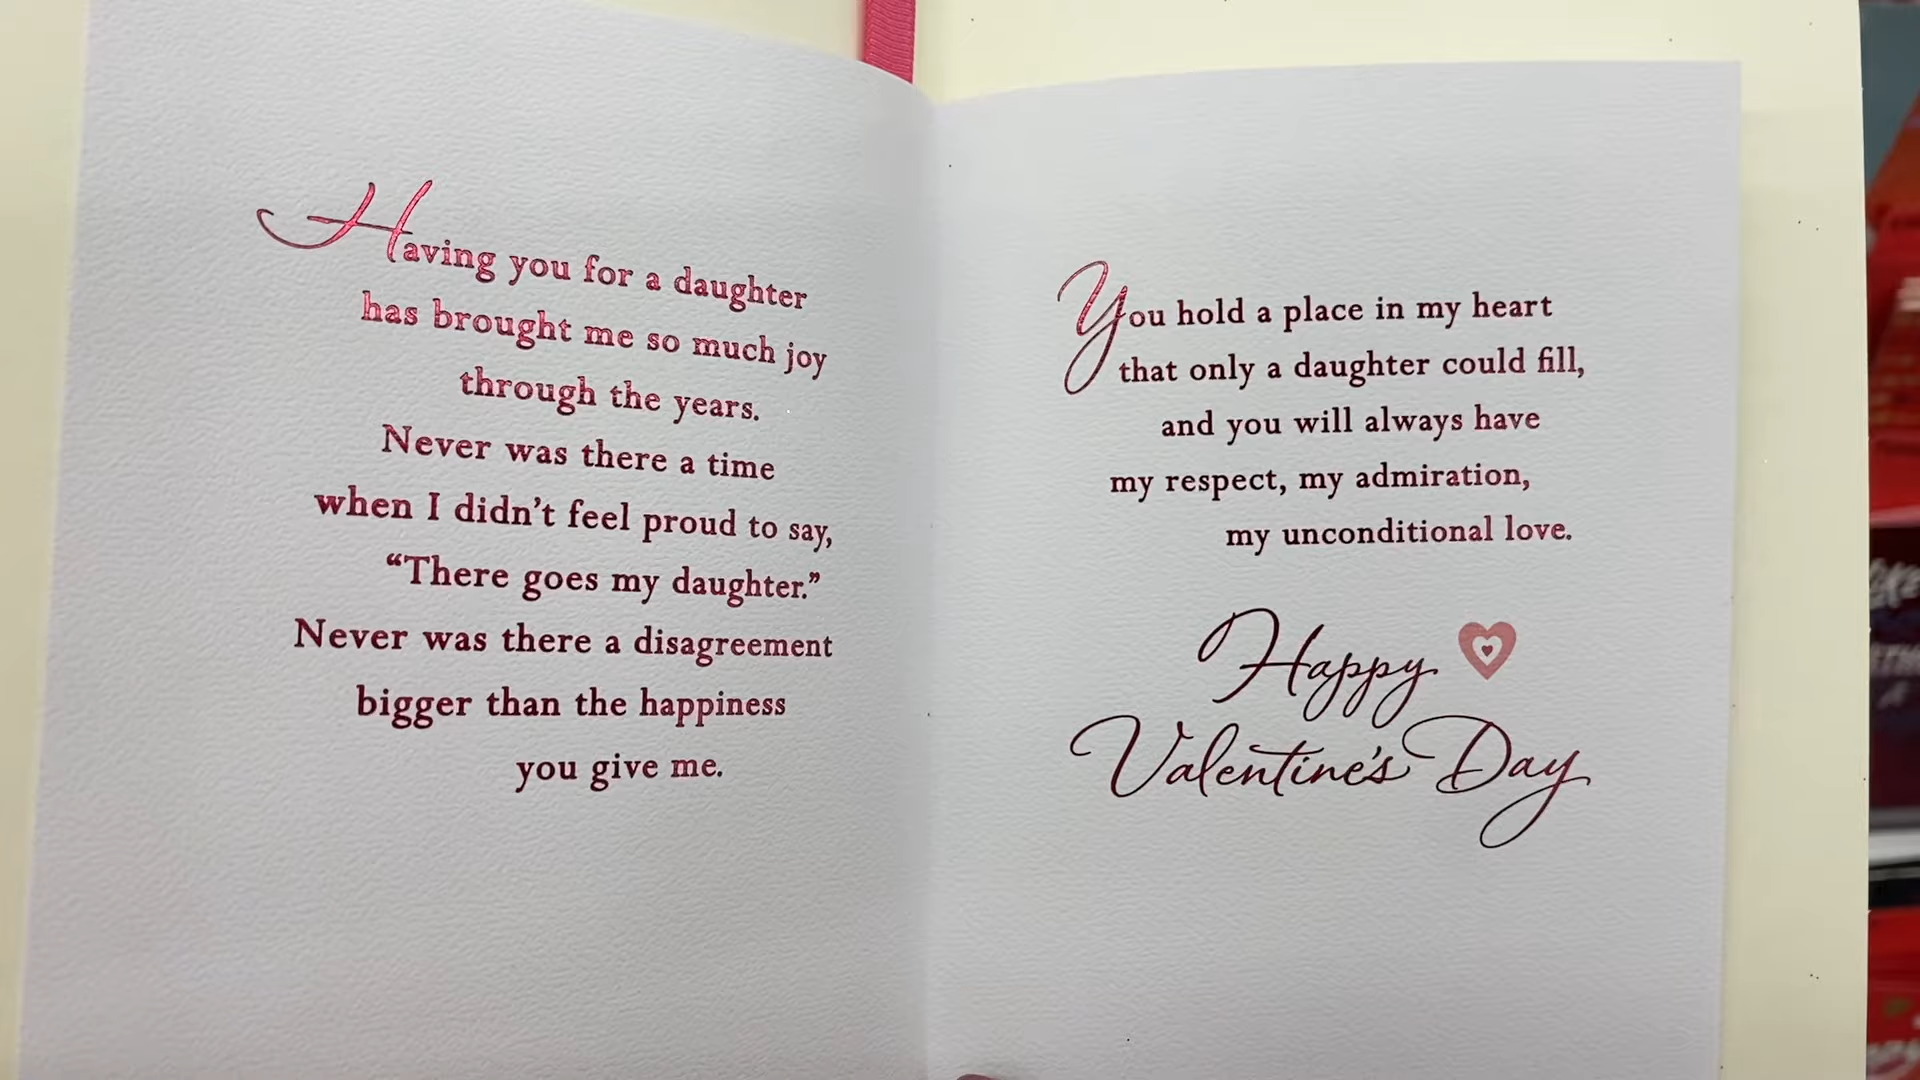 Having you for a daughter
has brought me so much joy
through the years.
Never was there a time
when I didn't feel proud to say,
“There goes my daughter.”
Never was there a disagreement
bigger than the happiness
you give me.
You hold a place in my heart
that only a daughter could fill,
and you will always have
my respect, my admiration,
my unconditional love.
Happy
Valentine's Day